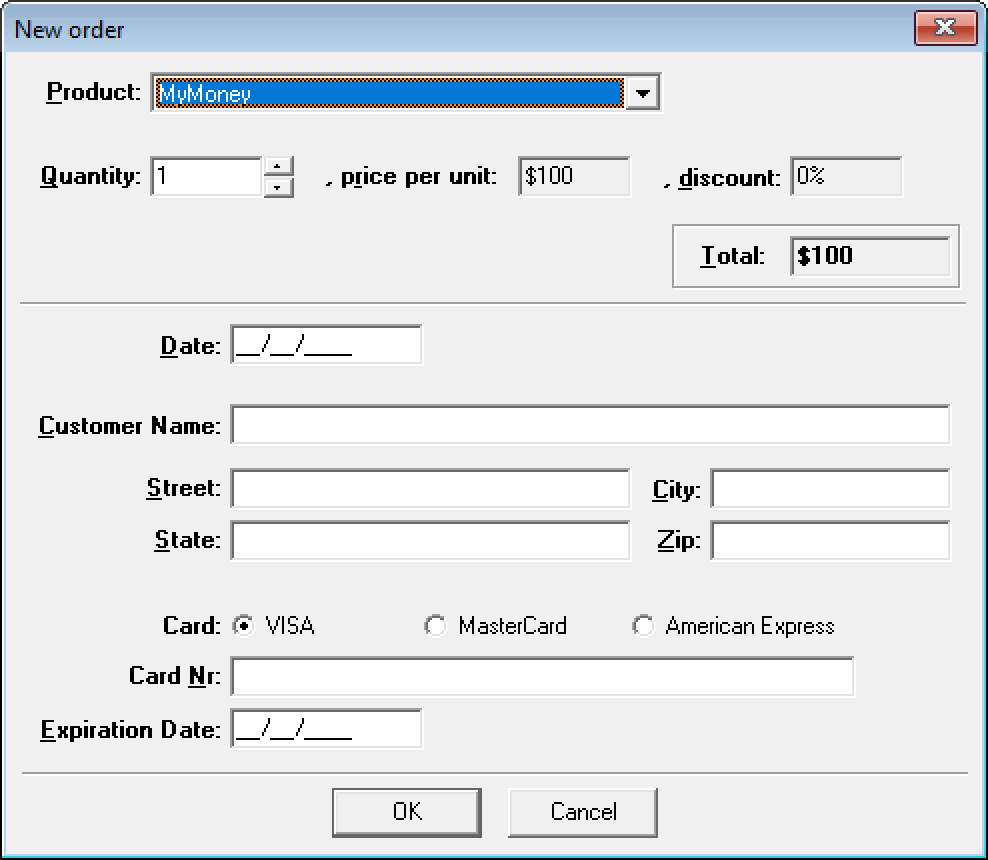 New order
Product: MyMoney
Quantity: 1 , price per unit: $100 , discount: 0%
Total: $100
Date: __/__/____
Customer Name:
Street: City:
State: Zip:
Card: VISA MasterCard American Express
Card Nr:
Expiration Date: __/__/____
OK Cancel